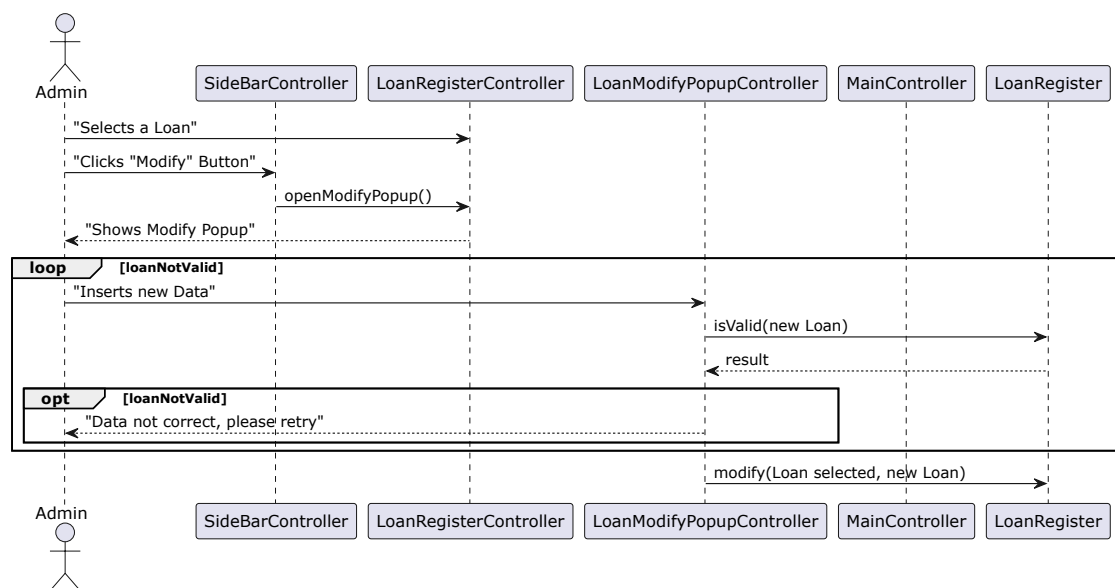 Admin
SideBarController
LoanRegisterController
LoanModifyPopupController
MainController
LoanRegister
"Selects a Loan"
"Clicks "Modify" Button"
openModifyPopup()
"Shows Modify Popup"
loop [loanNotValid]
"Inserts new Data"
isValid(new Loan)
result
opt [loanNotValid]
"Data not correct, please retry"
modify(Loan selected, new Loan)
Admin
SideBarController
LoanRegisterController
LoanModifyPopupController
MainController
LoanRegister